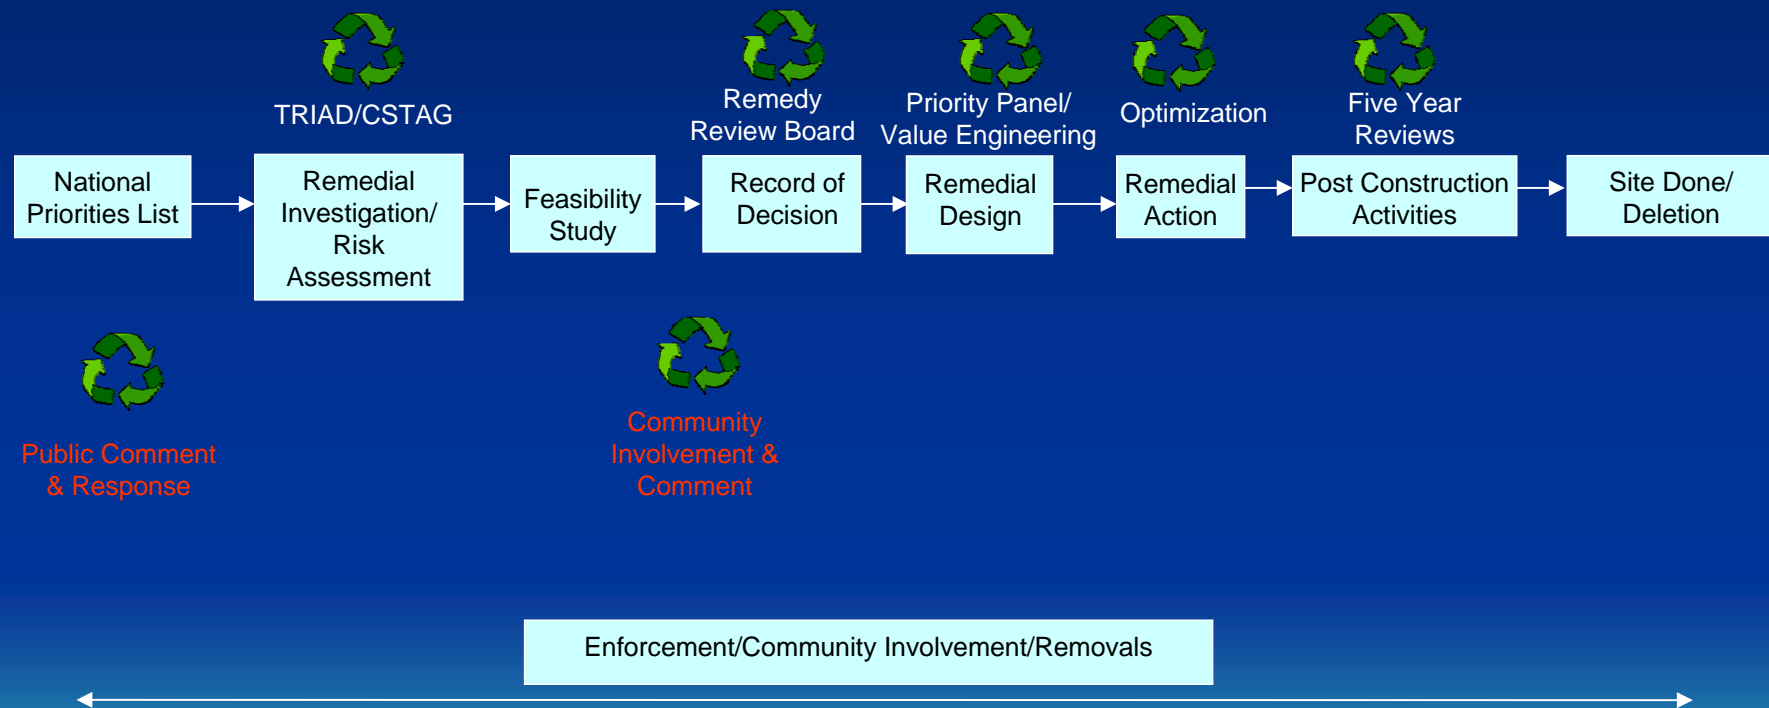 TRIAD/CSTAG
Remedy
Review Board
Priority Panel/
Value Engineering
Optimization
Five Year
Reviews
National
Priorities List
Remedial
Investigation/
Risk
Assessment
Feasibility
Study
Record of
Decision
Remedial
Design
Remedial
Action
Post Construction
Activities
Site Done/
Deletion
Public Comment
& Response
Community
Involvement &
Comment
Enforcement/Community Involvement/Removals